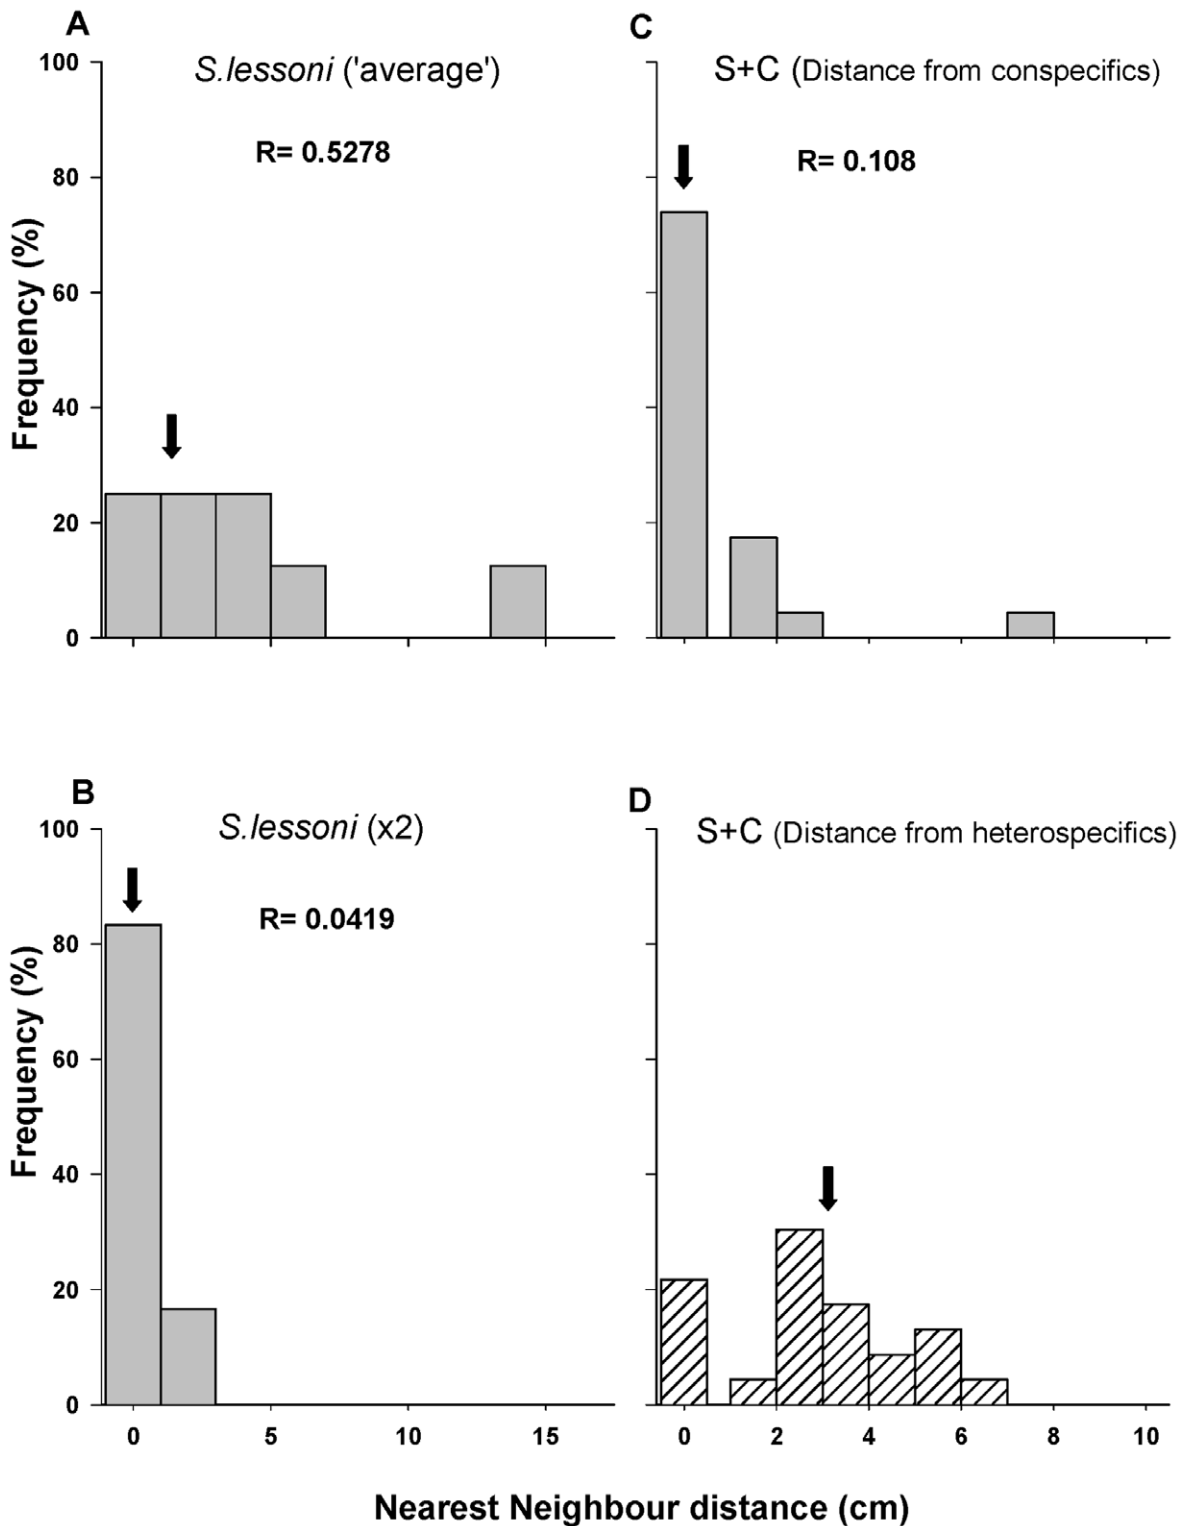 A
S.lessoni ('average')
R= 0.5278
100
80
60
40
20
0
Frequency (%)
C
S+C (Distance from conspecifics)
R= 0.108
B
S.lessoni (x2)
R= 0.0419
100
80
60
40
20
0
Frequency (%)
0 5 10 15
D
S+C (Distance from heterospecifics)
0 2 4 6 8 10
Nearest Neighbour distance (cm)